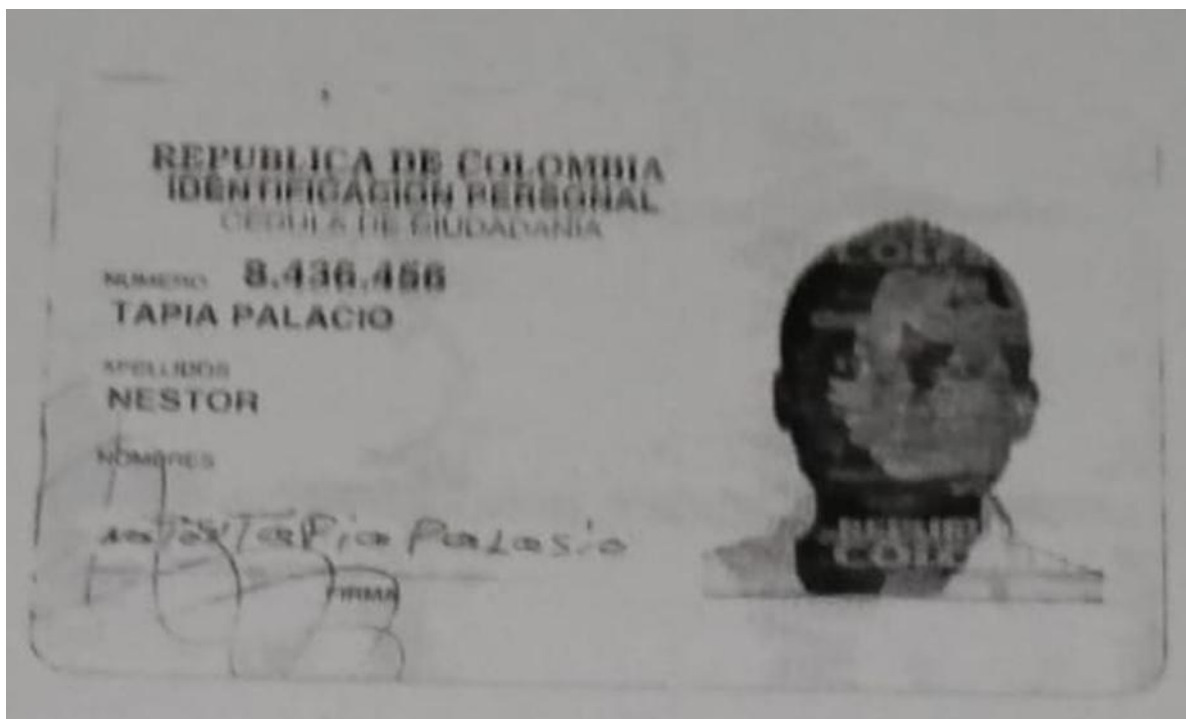 REPUBLICA DE COLOMBIA
IDENTIFICACION PERSONAL
CEDULA DE CIUDADANIA
NUMERO 8.436.456
TAPIA PALACIO
APELLIDOS
NESTOR
NOMBRES
Tapia Palasio
FIRMA